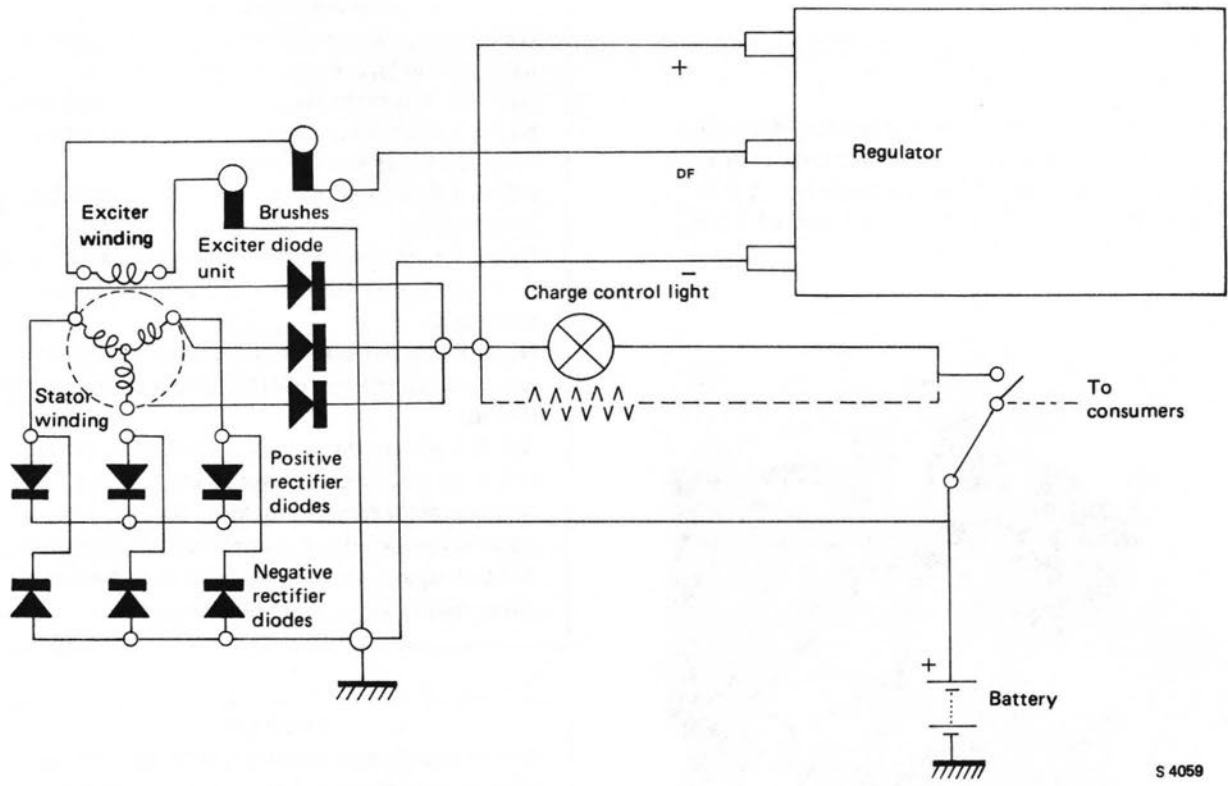 +
Regulator
DF
Brushes
Exciter
winding
Exciter diode
unit
−
Charge control light
Stator
winding
To
consumers
Positive
rectifier
diodes
Negative
rectifier
diodes
+
Battery
S 4059